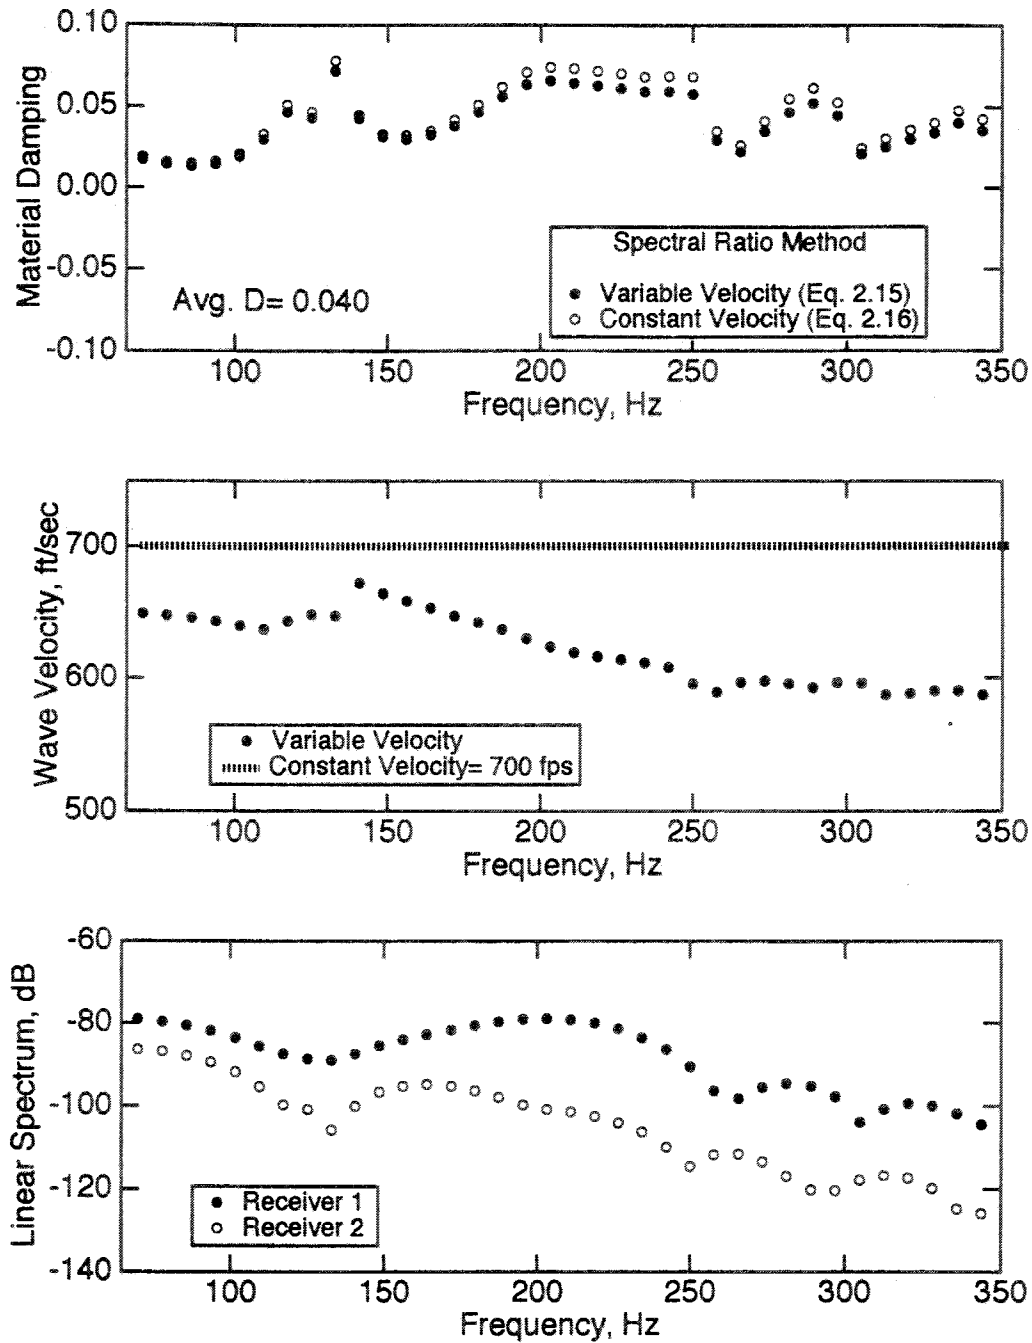 Material Damping
0.10
0.05
0.00
-0.05
-0.10
Avg. D= 0.040
Spectral Ratio Method
Variable Velocity (Eq. 2.15)
Constant Velocity (Eq. 2.16)
100 150 200 250 300 350
Frequency, Hz
Wave Velocity, ft/sec
700
600
500
Variable Velocity
Constant Velocity= 700 fps
100 150 200 250 300 350
Frequency, Hz
Linear Spectrum, dB
-60
-80
-100
-120
-140
Receiver 1
Receiver 2
100 150 200 250 300 350
Frequency, Hz